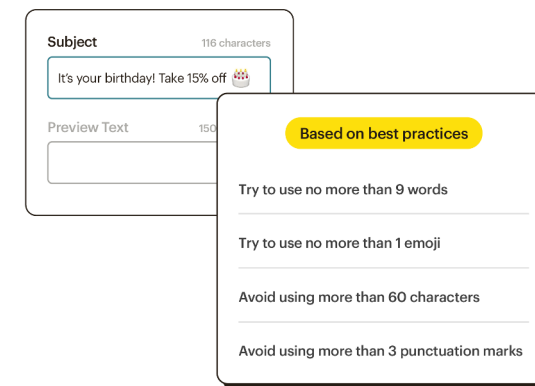 Subject
116 characters
It's your birthday! Take 15% off 🎂
Preview Text
150
Based on best practices
Try to use no more than 9 words
Try to use no more than 1 emoji
Avoid using more than 60 characters
Avoid using more than 3 punctuation marks